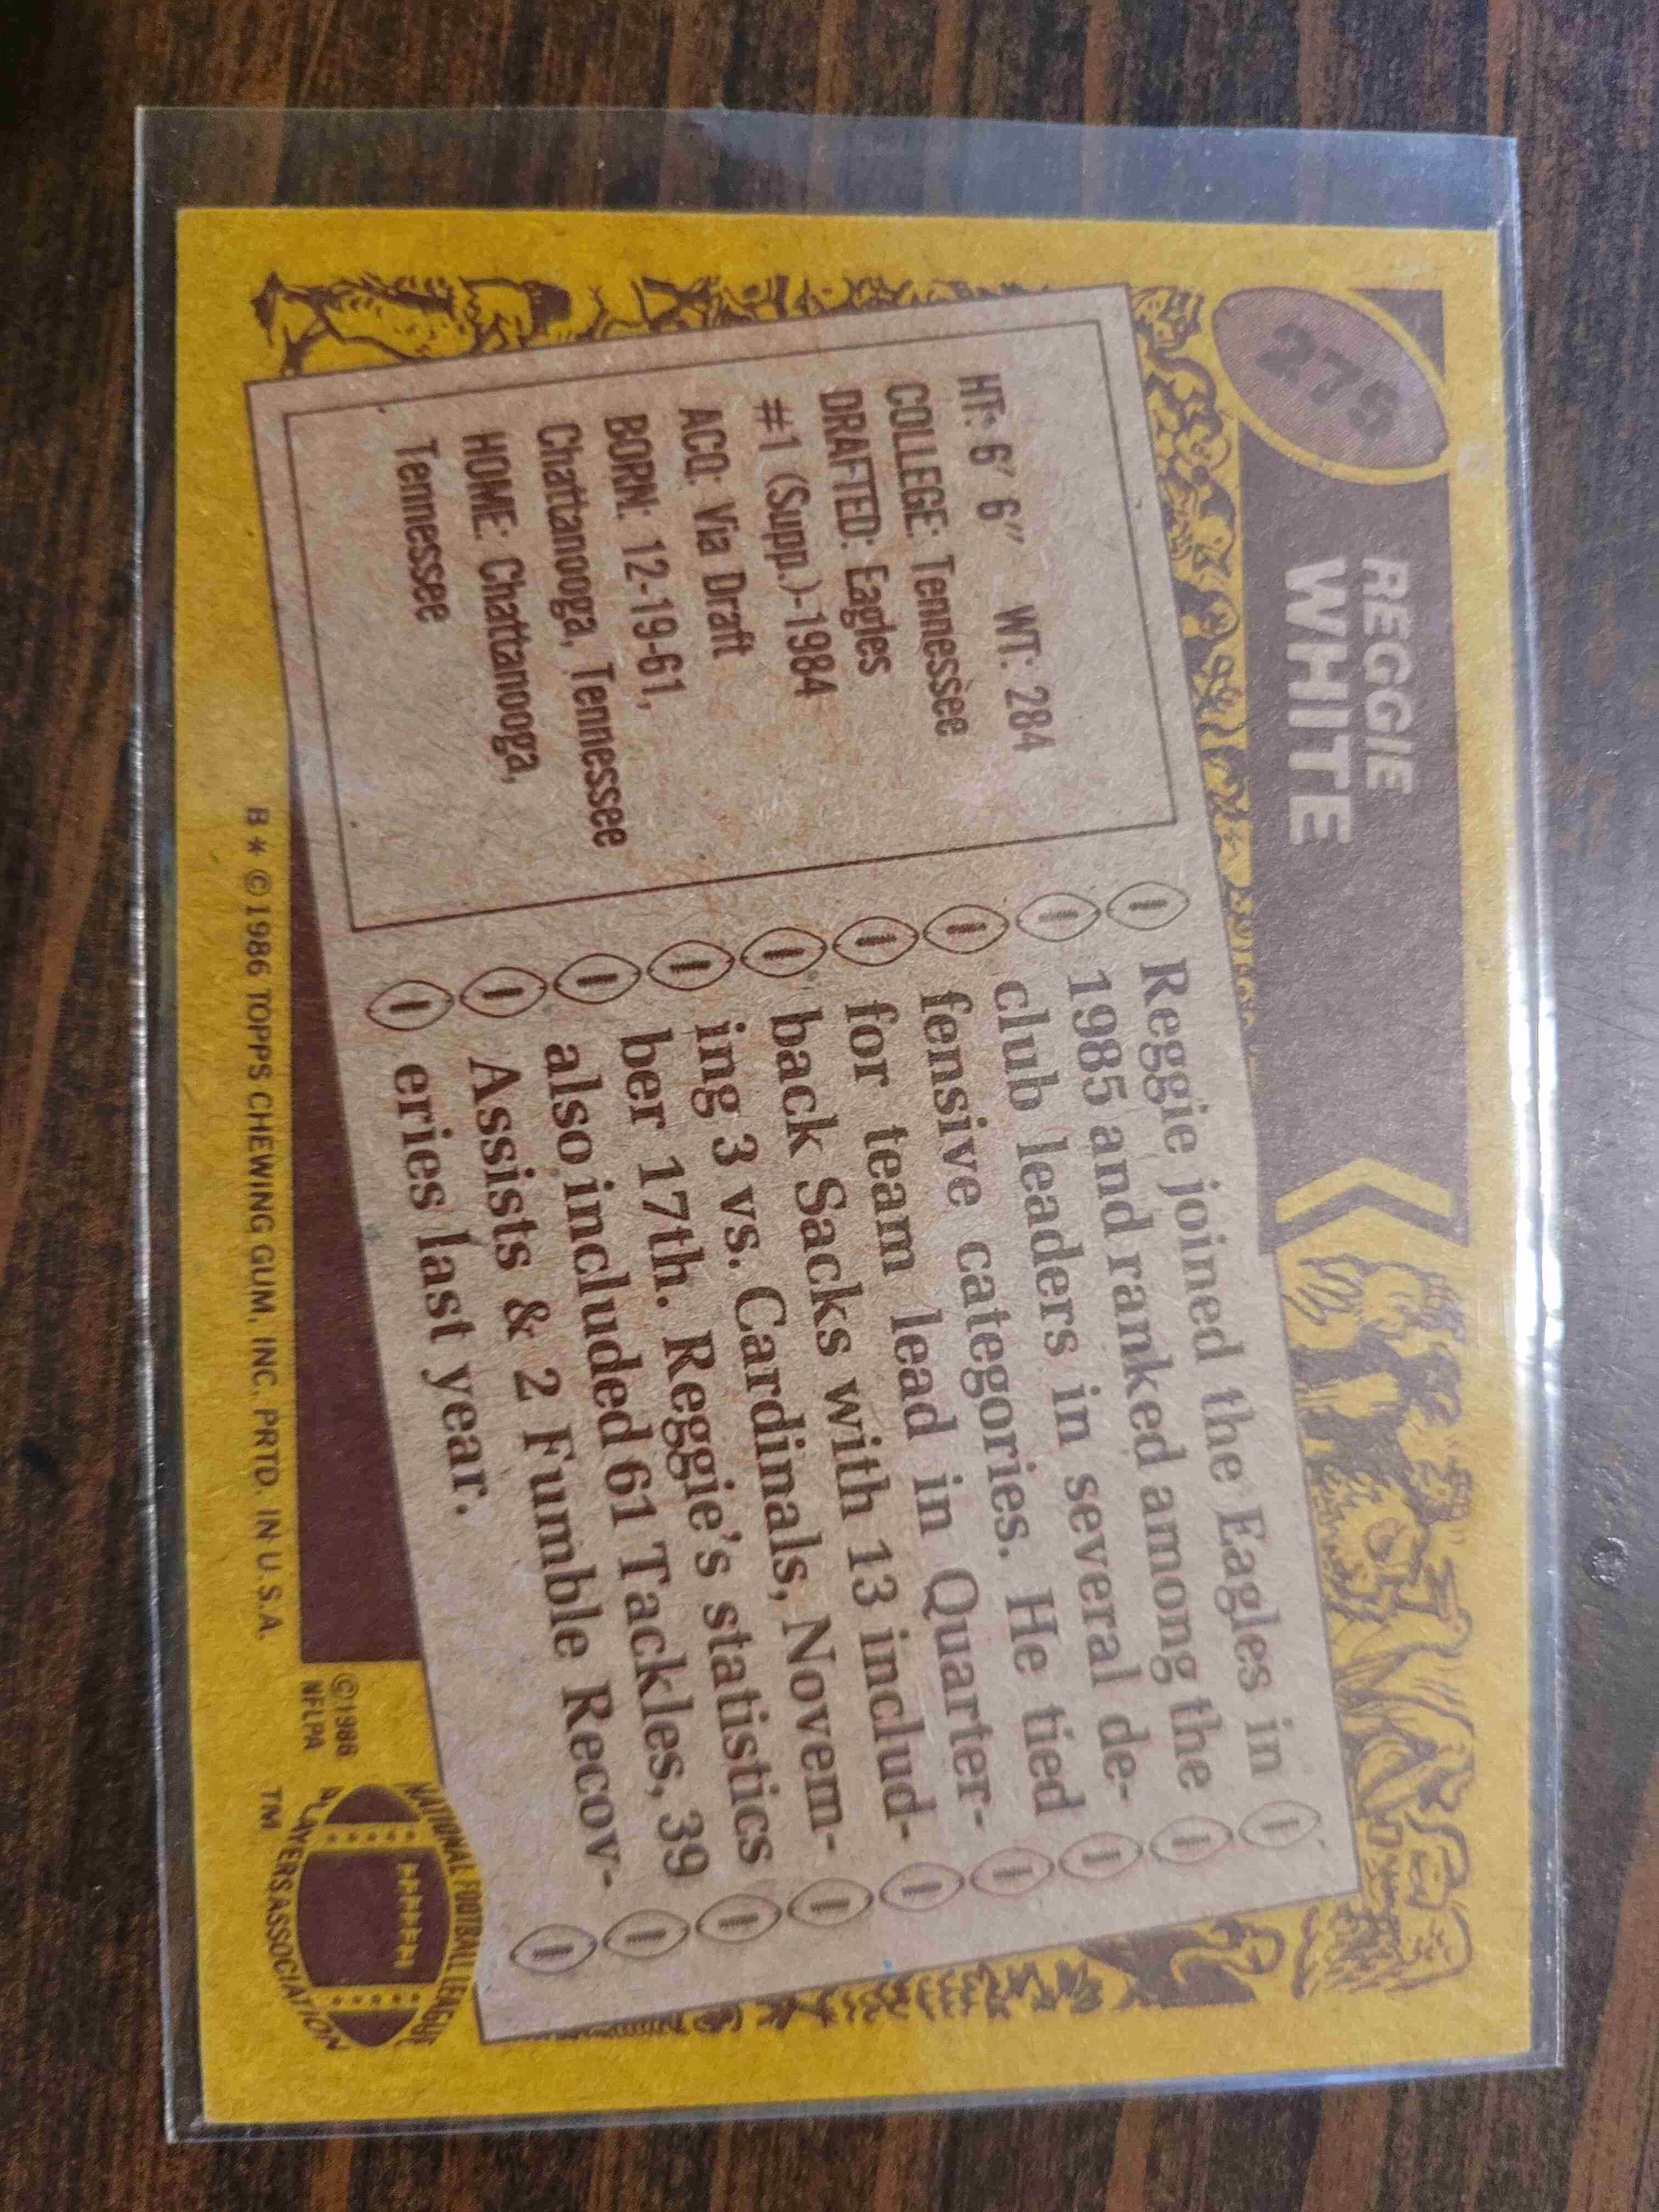 275
REGGIE
WHITE
HT: 6' 6" WT: 284
COLLEGE: Tennessee
DRAFTED: Eagles
#1 (Supp.)-1984
ACQ: Via Draft
BORN: 12-19-61,
Chattanooga, Tennessee
HOME: Chattanooga,
Tennessee
Reggie joined the Eagles in
1985 and ranked among the
club leaders in several de-
fensive categories. He tied
for team lead in Quarter-
back Sacks with 13 includ-
ing 3 vs. Cardinals, Novem-
ber 17th. Reggie's statistics
also included 61 Tackles, 39
Assists & 2 Fumble Recov-
eries last year.
B * © 1986 TOPPS CHEWING GUM, INC. PRTD. IN U.S.A.
© 1986
NFLPA
NATIONAL FOOTBALL LEAGUE
PLAYERS ASSOCIATION
TM